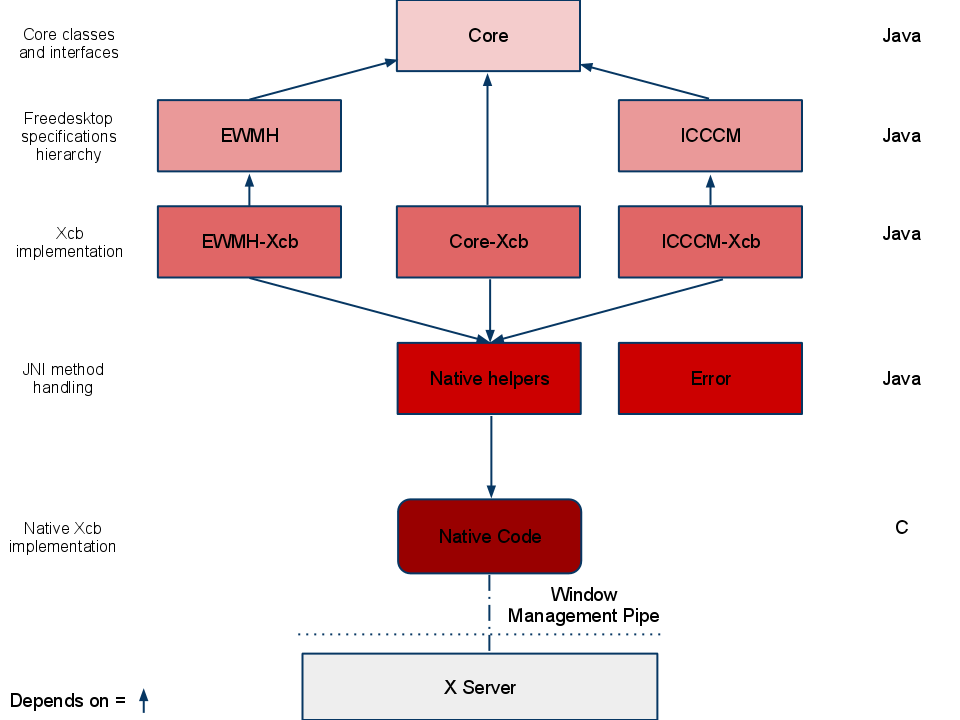 Core classes
and interfaces
Core
Java
Freedesktop
specifications
hierarchy
EWMH
ICCCM
Java
Xcb
implementation
EWMH-Xcb
Core-Xcb
ICCCM-Xcb
Java
JNI method
handling
Native helpers
Error
Java
Native Xcb
implementation
Native Code
C
Window
Management Pipe
X Server
Depends on =